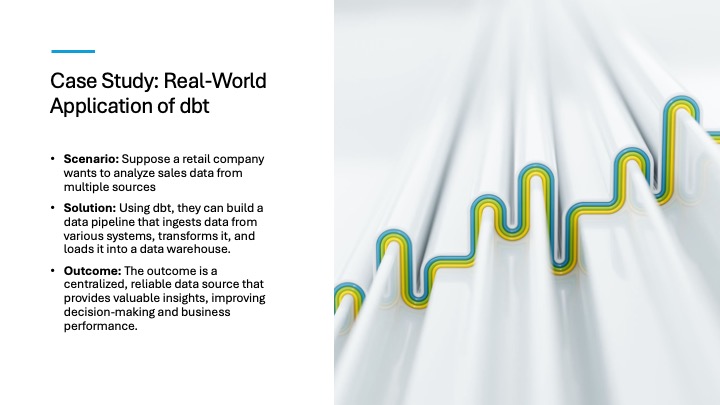 Case Study: Real-World
Application of dbt
• Scenario: Suppose a retail company
wants to analyze sales data from
multiple sources
• Solution: Using dbt, they can build a
data pipeline that ingests data from
various systems, transforms it, and
loads it into a data warehouse.
• Outcome: The outcome is a
centralized, reliable data source that
provides valuable insights, improving
decision-making and business
performance.